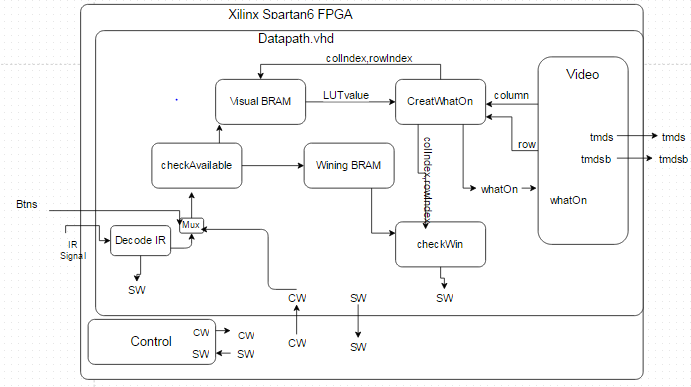 Xilinx Spartan6 FPGA
Datapath.vhd
colIndex,rowIndex
Video
Visual BRAM
LUTvalue
CreatWhatOn
column
row
tmds
tmds
tmdsb
tmdsb
checkAvailable
Wining BRAM
colIndex,rowIndex
whatOn
whatOn
Btns
Mux
IR
Signal
Decode IR
checkWin
SW
CW
SW
SW
Control
CW
CW
SW
SW
CW
SW